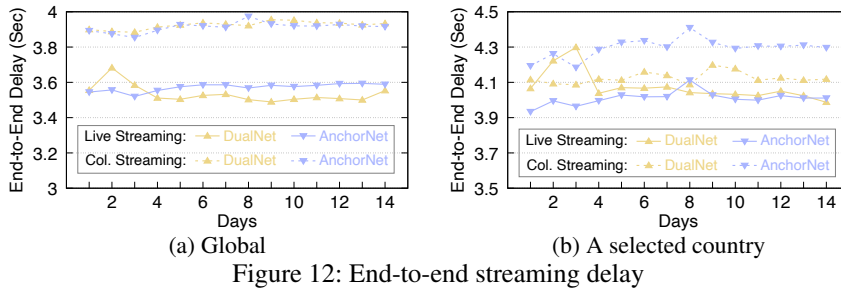 End-to-End Delay (Sec)
4
3.8
3.6
3.4
3.2
3
Live Streaming: DualNet AnchorNet
Col. Streaming: DualNet AnchorNet
2 4 6 8 10 12 14
Days
(a) Global
End-to-End Delay (Sec)
4.5
4.3
4.1
3.9
3.7
3.5
Live Streaming: DualNet AnchorNet
Col. Streaming: DualNet AnchorNet
2 4 6 8 10 12 14
Days
(b) A selected country
Figure 12: End-to-end streaming delay